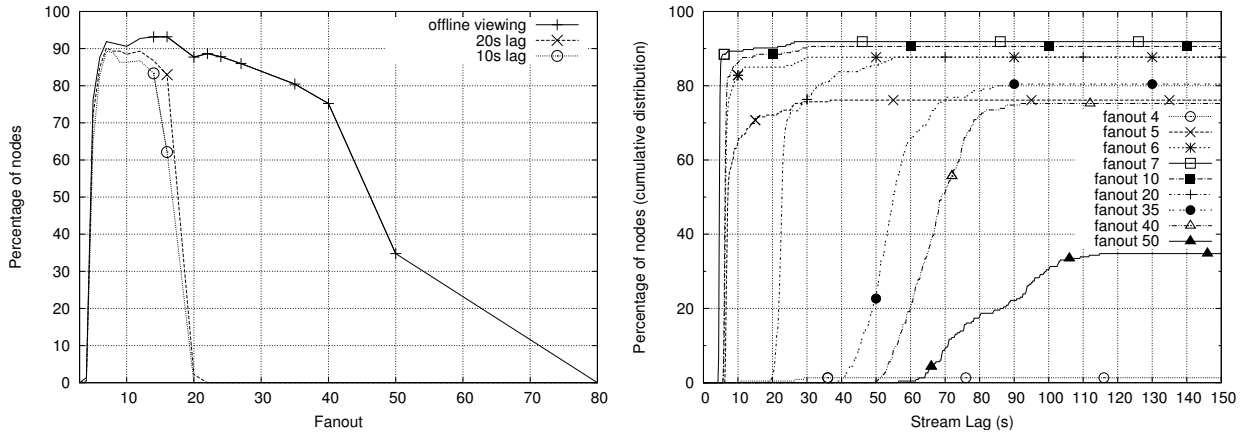 100
90
80
70
60
50
40
30
20
10
0
Percentage of nodes
offline viewing
20s lag
10s lag
10 20 30 40 50 60 70 80
Fanout
100
80
60
40
20
0
Percentage of nodes (cumulative distribution)
fanout 4
fanout 5
fanout 6
fanout 7
fanout 10
fanout 20
fanout 35
fanout 40
fanout 50
0 10 20 30 40 50 60 70 80 90 100 110 120 130 140 150
Stream Lag (s)